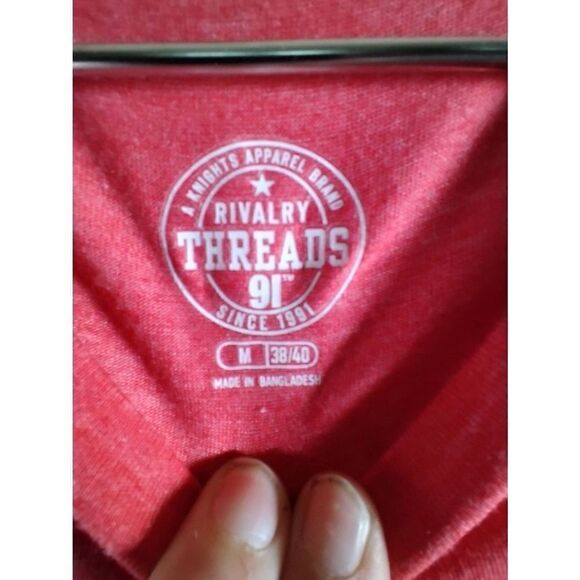 A KNIGHTS APPAREL BRAND
RIVALRY
THREADS
91™
SINCE 1991
M 38/40
MADE IN BANGLADESH